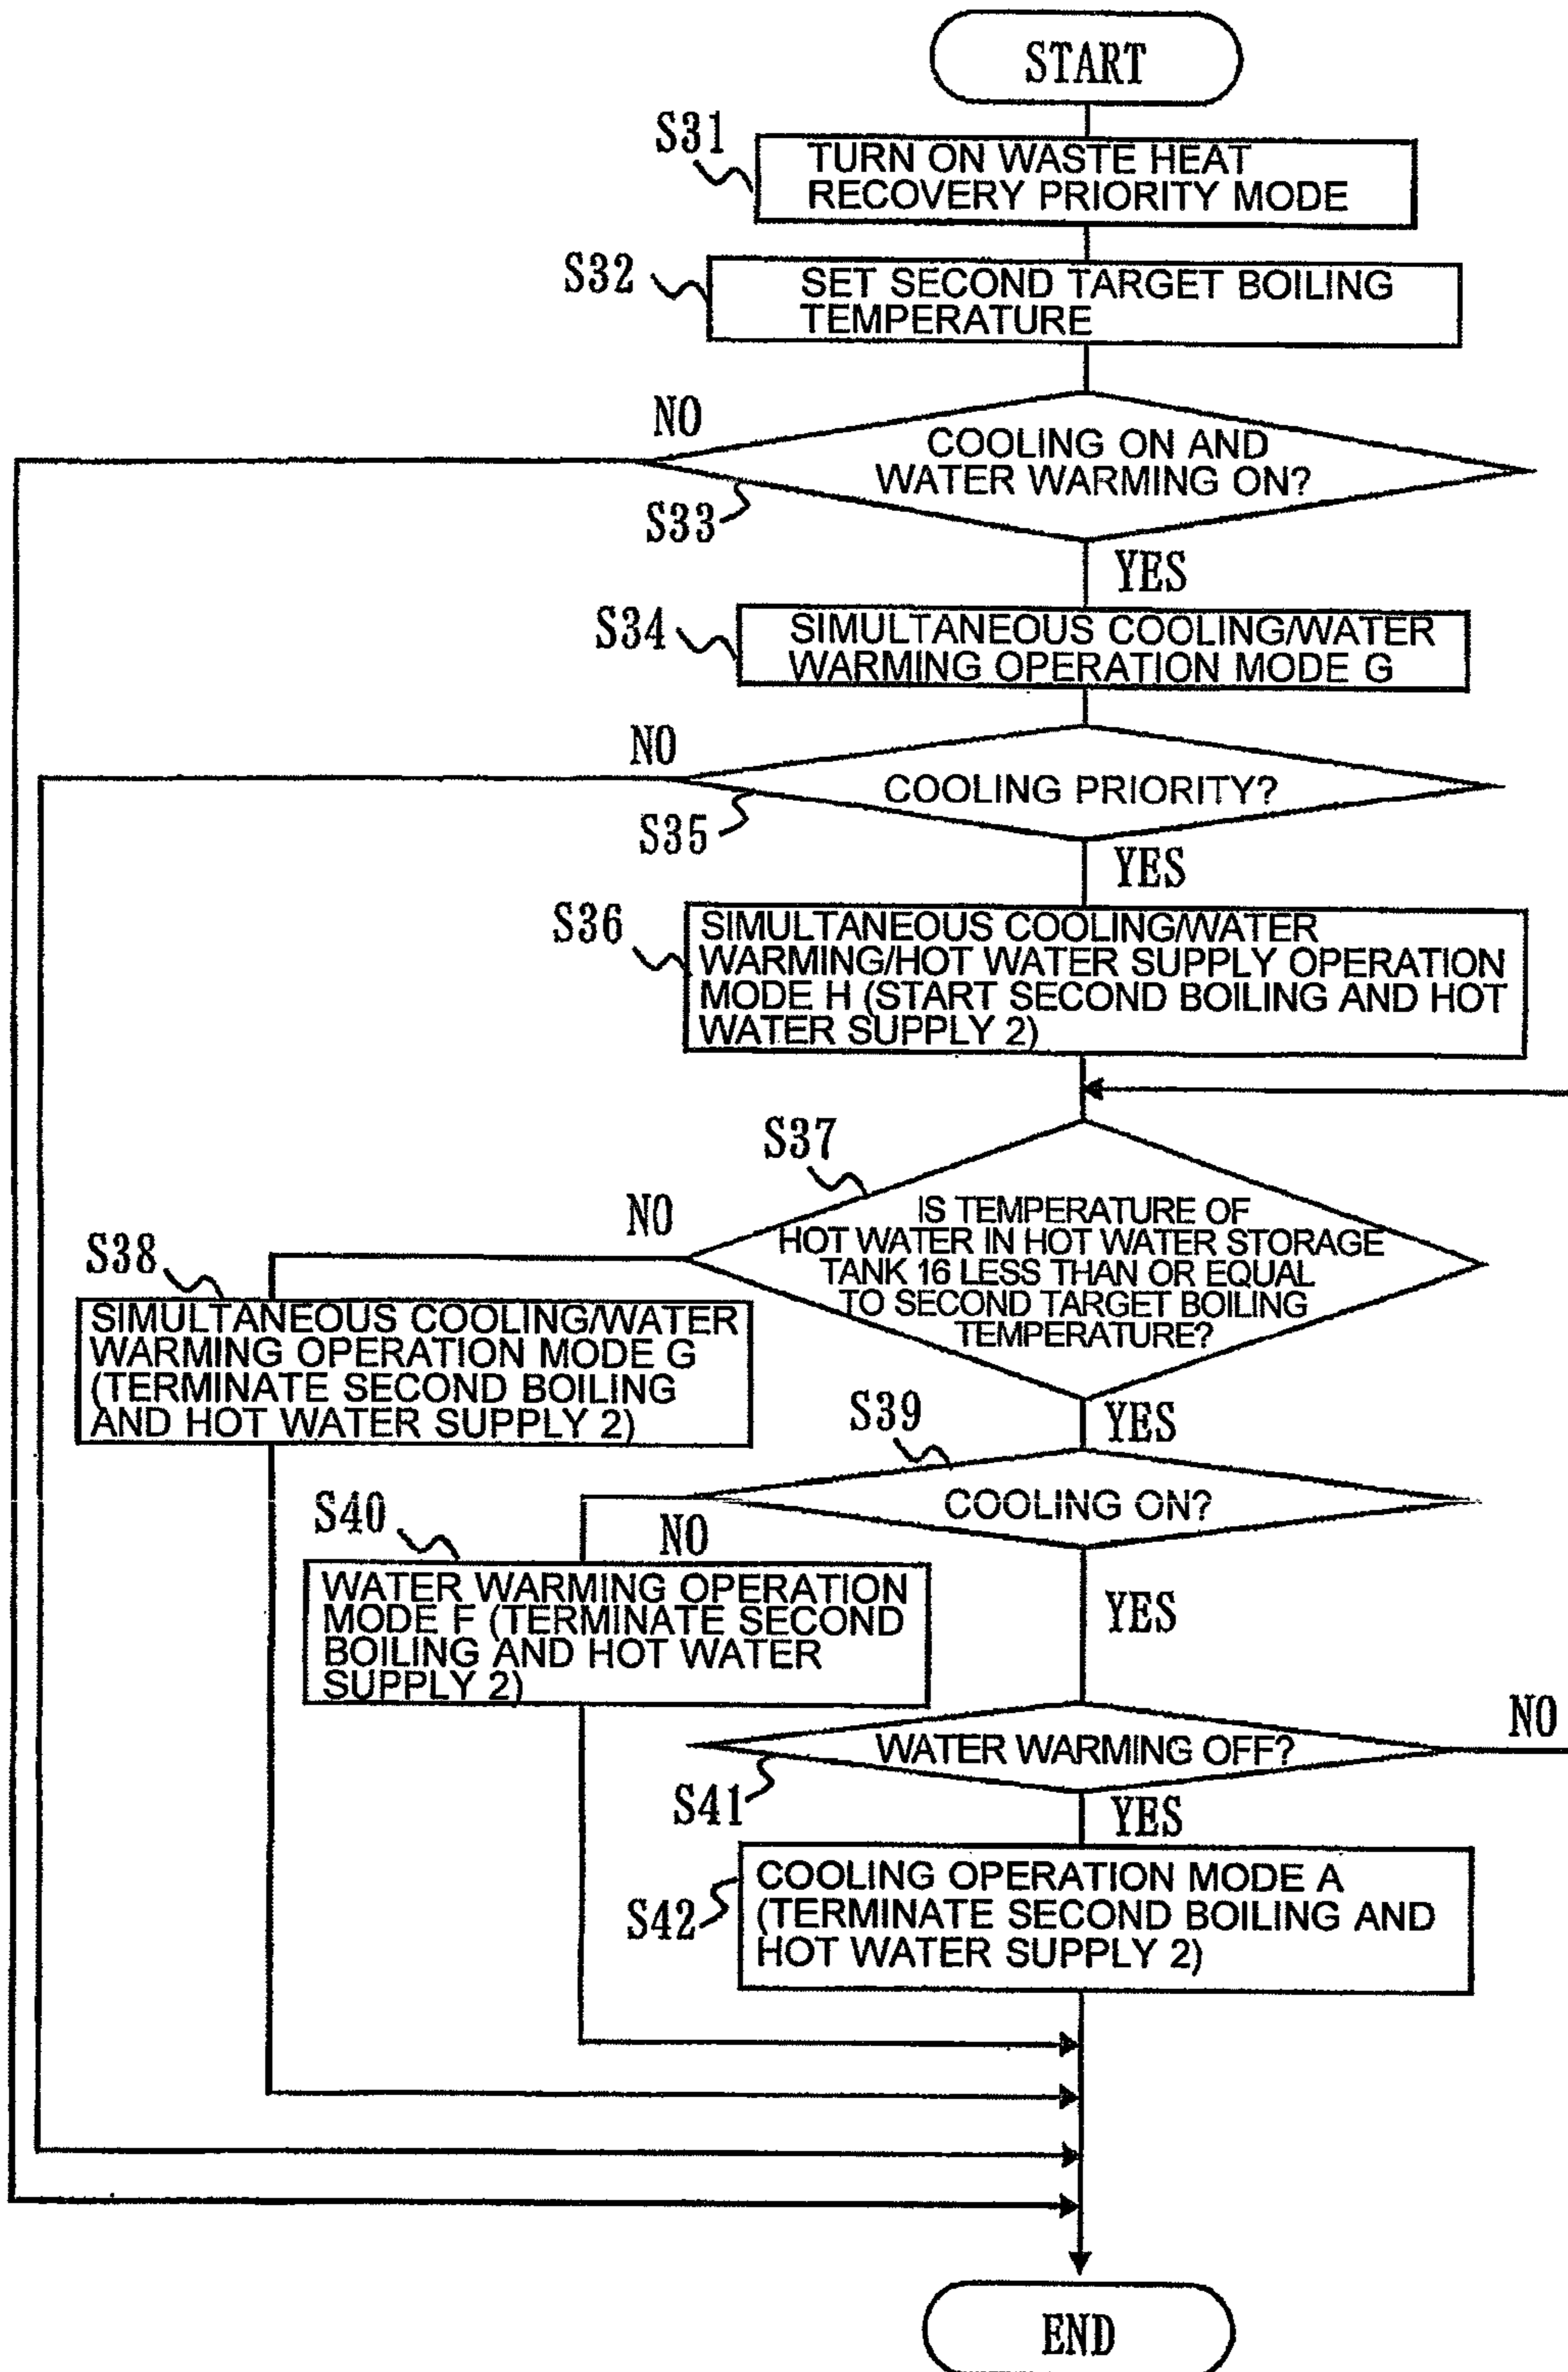 START
S31
TURN ON WASTE HEAT
RECOVERY PRIORITY MODE
S32
SET SECOND TARGET BOILING
TEMPERATURE
NO
COOLING ON AND
WATER WARMING ON?
S33
YES
S34
SIMULTANEOUS COOLING/WATER
WARMING OPERATION MODE G
NO
COOLING PRIORITY?
S35
YES
S36
SIMULTANEOUS COOLING/WATER
WARMING/HOT WATER SUPPLY OPERATION
MODE H (START SECOND BOILING AND HOT
WATER SUPPLY 2)
S37
NO
IS TEMPERATURE OF
HOT WATER IN HOT WATER STORAGE
TANK 16 LESS THAN OR EQUAL
TO SECOND TARGET BOILING
TEMPERATURE?
S38
SIMULTANEOUS COOLING/WATER
WARMING OPERATION MODE G
(TERMINATE SECOND BOILING
AND HOT WATER SUPPLY 2)
YES
S39
COOLING ON?
NO
S40
WATER WARMING OPERATION
MODE F (TERMINATE SECOND
BOILING AND HOT WATER
SUPPLY 2)
YES
NO
WATER WARMING OFF?
S41
YES
S42
COOLING OPERATION MODE A
(TERMINATE SECOND BOILING AND
HOT WATER SUPPLY 2)
END